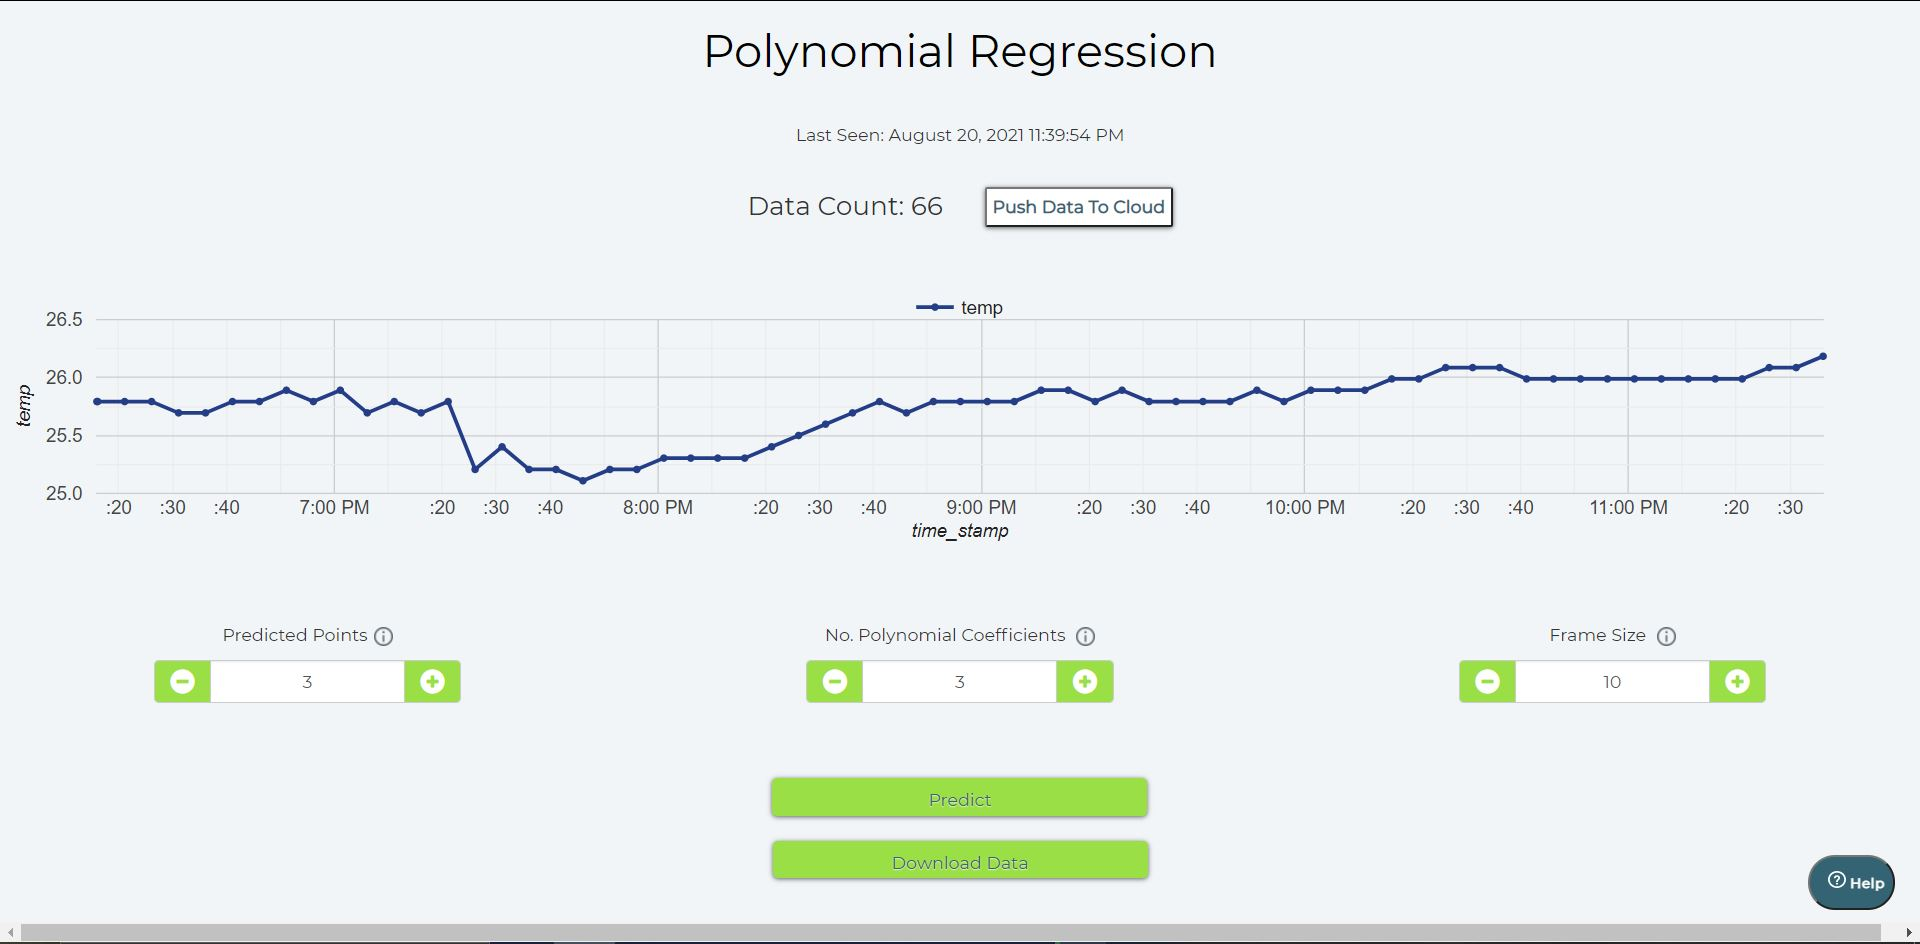 Polynomial Regression
Last Seen: August 20, 2021 11:39:54 PM
Data Count: 66 Push Data To Cloud
temp
26.5
26.0
25.5
25.0
temp
:20 :30 :40 7:00 PM :20 :30 :40 8:00 PM :20 :30 :40 9:00 PM :20 :30 :40 10:00 PM :20 :30 :40 11:00 PM :20 :30
time_stamp
Predicted Points No. Polynomial Coefficients Frame Size
3 3 10
Predict
Download Data
Help